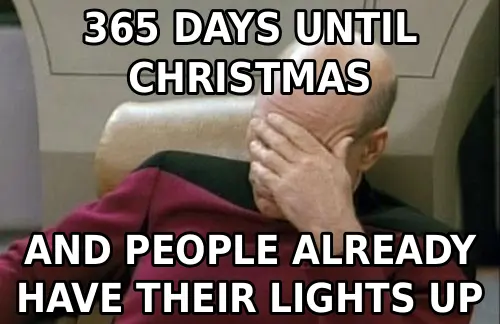 365 DAYS UNTIL
CHRISTMAS
AND PEOPLE ALREADY
HAVE THEIR LIGHTS UP